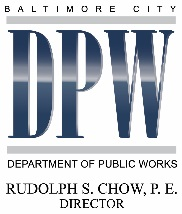 BALTIMORE CITY
DPW
DEPARTMENT OF PUBLIC WORKS
RUDOLPH S. CHOW, P. E.
DIRECTOR